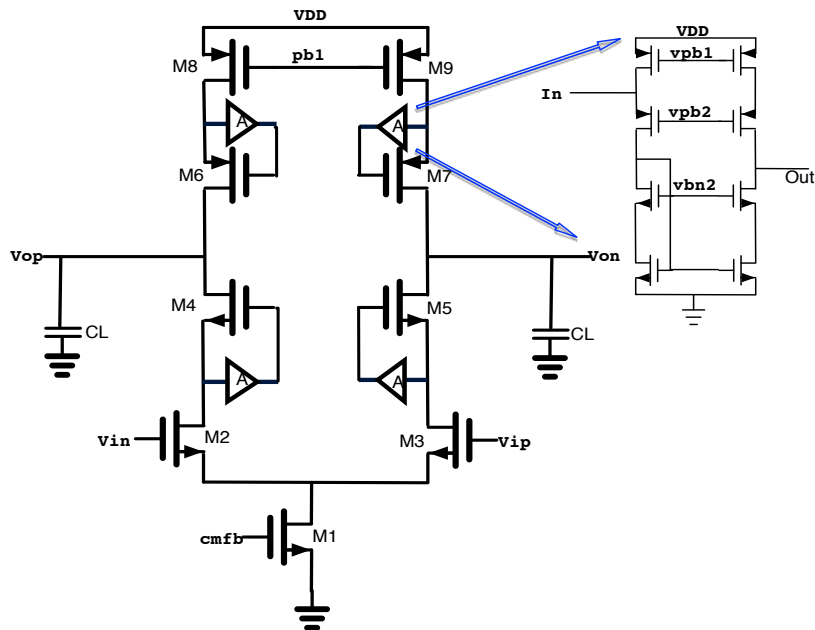 VDD
M8
pb1
M9
A
A
M6
M7
Vop
Von
M4
M5
CL
CL
A
A
Vin
M2
M3
Vip
cmfb
M1
VDD
vpb1
In
vpb2
vbn2
Out